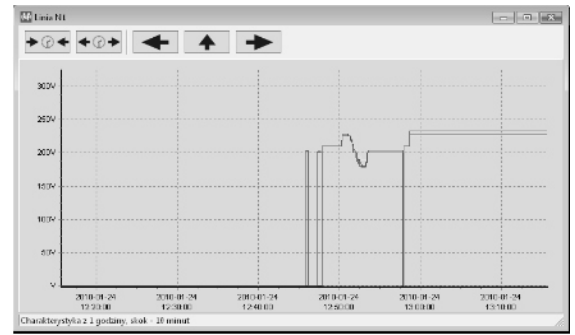 Linia N1
300V
250V
200V
150V
100V
50V
V
2010-01-24 2010-01-24 2010-01-24 2010-01-24 2010-01-24 2010-01-24
12:20:00 12:30:00 12:40:00 12:50:00 13:00:00 13:10:00
Charakterystyka z 1 godziny, skok - 10 minut